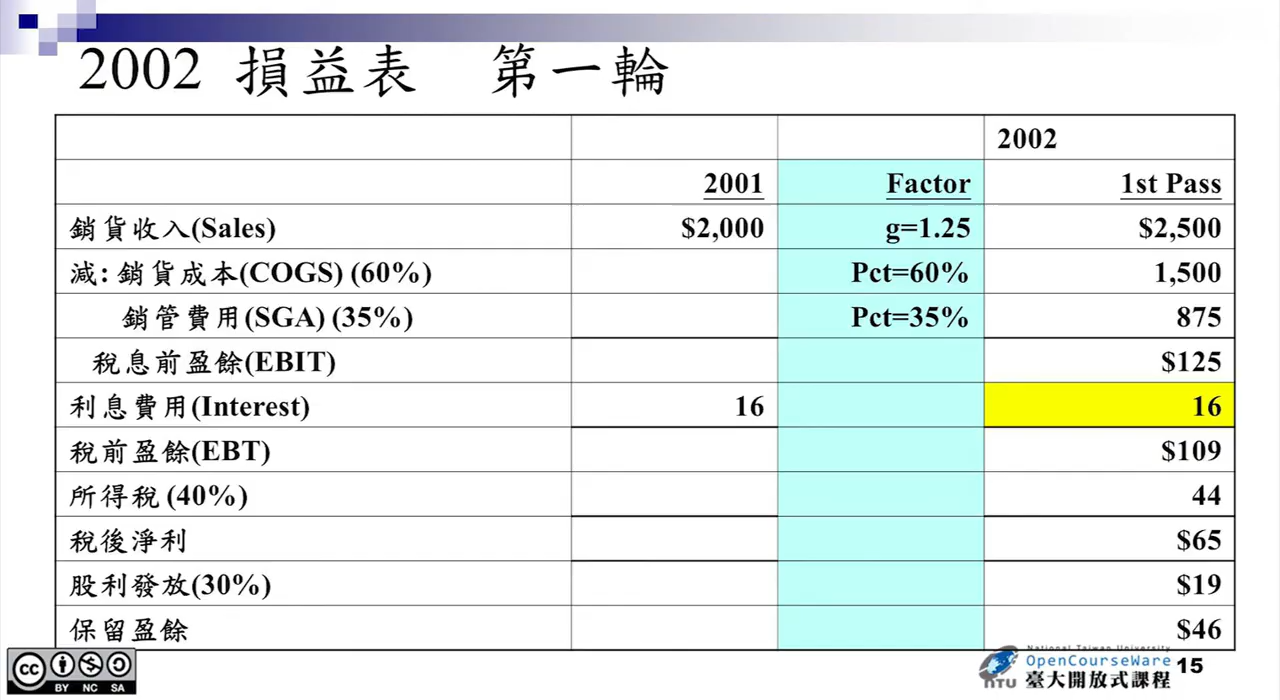 2002 損益表 第一輪
2002
2001 Factor 1st Pass
銷貨收入(Sales) $2,000 g=1.25 $2,500
減: 銷貨成本(COGS) (60%) Pct=60% 1,500
銷管費用(SGA) (35%) Pct=35% 875
稅息前盈餘(EBIT) $125
利息費用(Interest) 16 16
稅前盈餘(EBT) $109
所得稅 (40%) 44
稅後淨利 $65
股利發放(30%) $19
保留盈餘 $46
cc BY NC SA
National Taiwan University
OpenCourseWare
NTU 臺大開放式課程
15